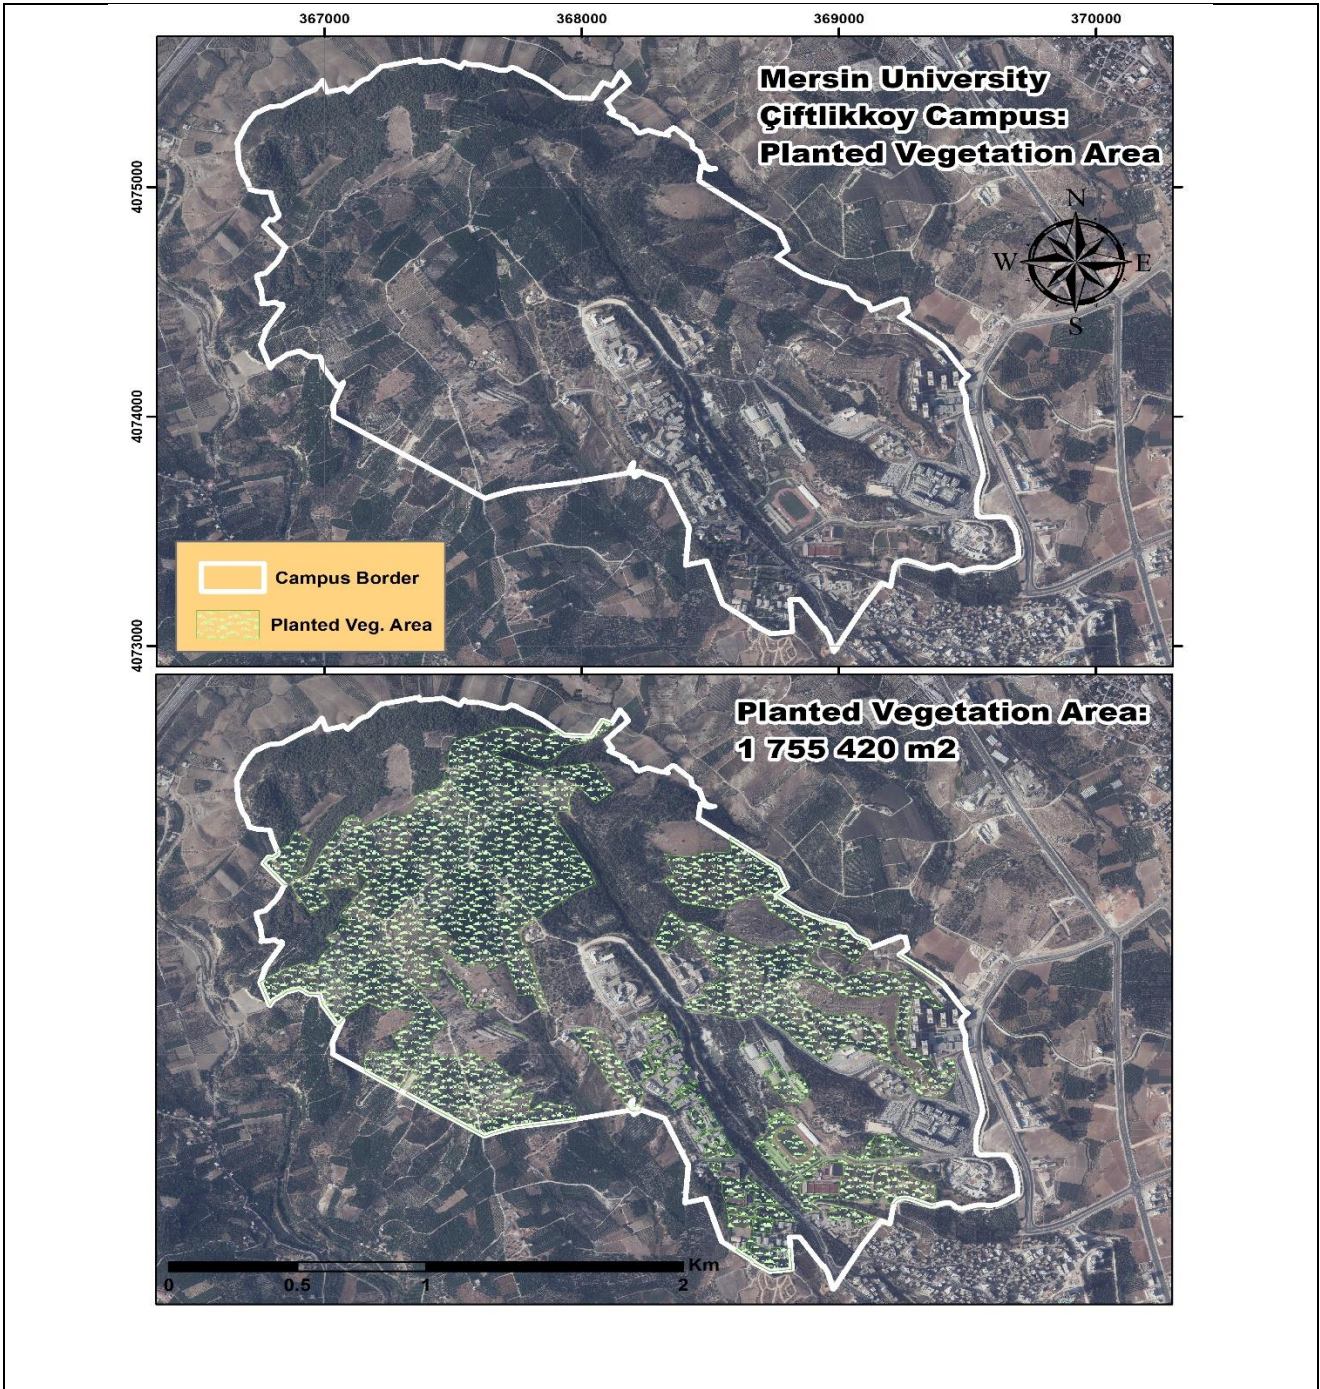 367000 368000 369000 370000
Mersin University
Çiftlikkoy Campus:
Planted Vegetation Area
4075000
N
W E
S
4074000
Campus Border
Planted Veg. Area
4073000
Planted Vegetation Area:
1 755 420 m2
Km
0 0.5 1 2